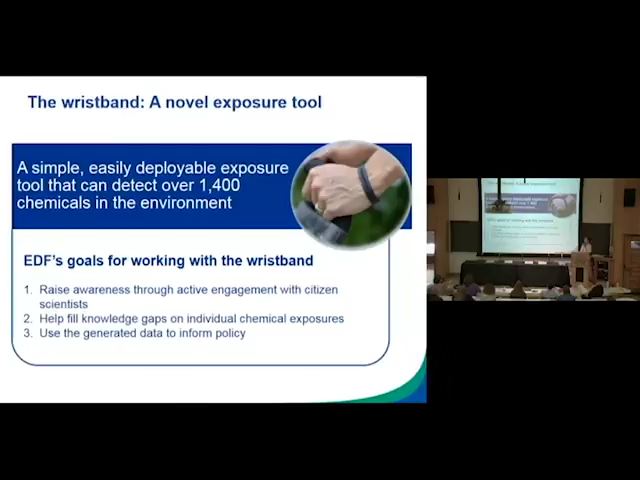 The wristband: A novel exposure tool
A simple, easily deployable exposure
tool that can detect over 1,400
chemicals in the environment
EDF's goals for working with the wristband
1. Raise awareness through active engagement with citizen
scientists
2. Help fill knowledge gaps on individual chemical exposures
3. Use the generated data to inform policy